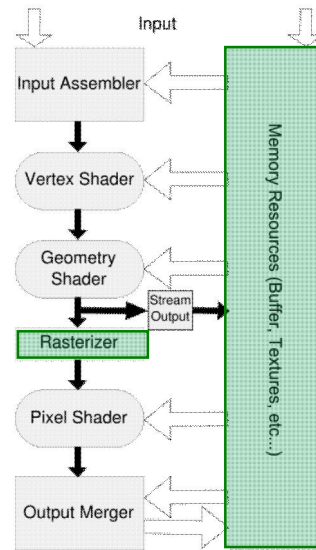 Input
Input Assembler
Vertex Shader
Geometry
Shader
Stream
Output
Rasterizer
Pixel Shader
Output Merger
Memory Resources (Buffer, Textures, etc...)